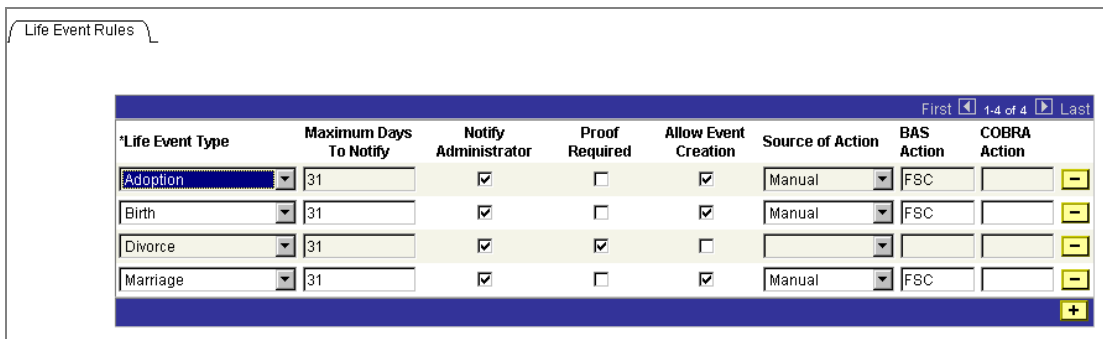 Life Event Rules
First 1-4 of 4 Last
*Life Event Type Maximum Days To Notify Notify Administrator Proof Required Allow Event Creation Source of Action BAS Action COBRA Action
Adoption 31 Manual FSC
Birth 31 Manual FSC
Divorce 31
Marriage 31 Manual FSC